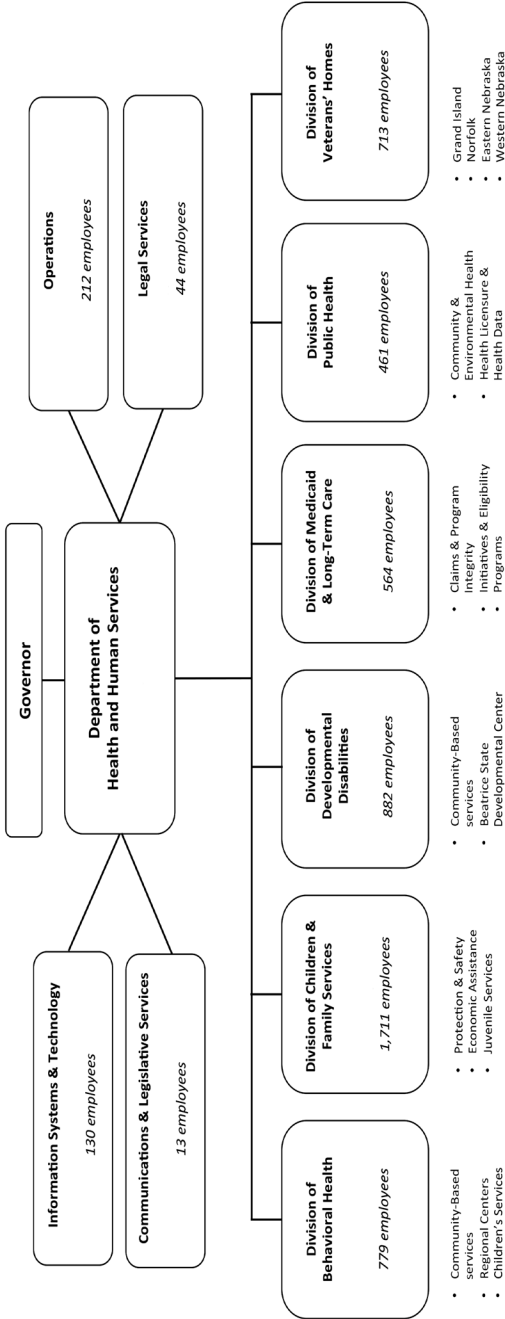 Governor
Department of
Health and Human Services
Information Systems & Technology
130 employees
Communications & Legislative Services
13 employees
Operations
212 employees
Legal Services
44 employees
Division of
Behavioral Health
779 employees
• Community-Based
services
• Regional Centers
• Children's Services
Division of Children &
Family Services
1,711 employees
• Protection & Safety
• Economic Assistance
• Juvenile Services
Division of
Developmental
Disabilities
882 employees
• Community-Based
services
• Beatrice State
Developmental Center
Division of Medicaid
& Long-Term Care
564 employees
• Claims & Program
Integrity
• Initiatives & Eligibility
• Programs
Division of
Public Health
461 employees
• Community &
Environmental Health
• Health Licensure &
Health Data
Division of
Veterans' Homes
713 employees
• Grand Island
• Norfolk
• Eastern Nebraska
• Western Nebraska